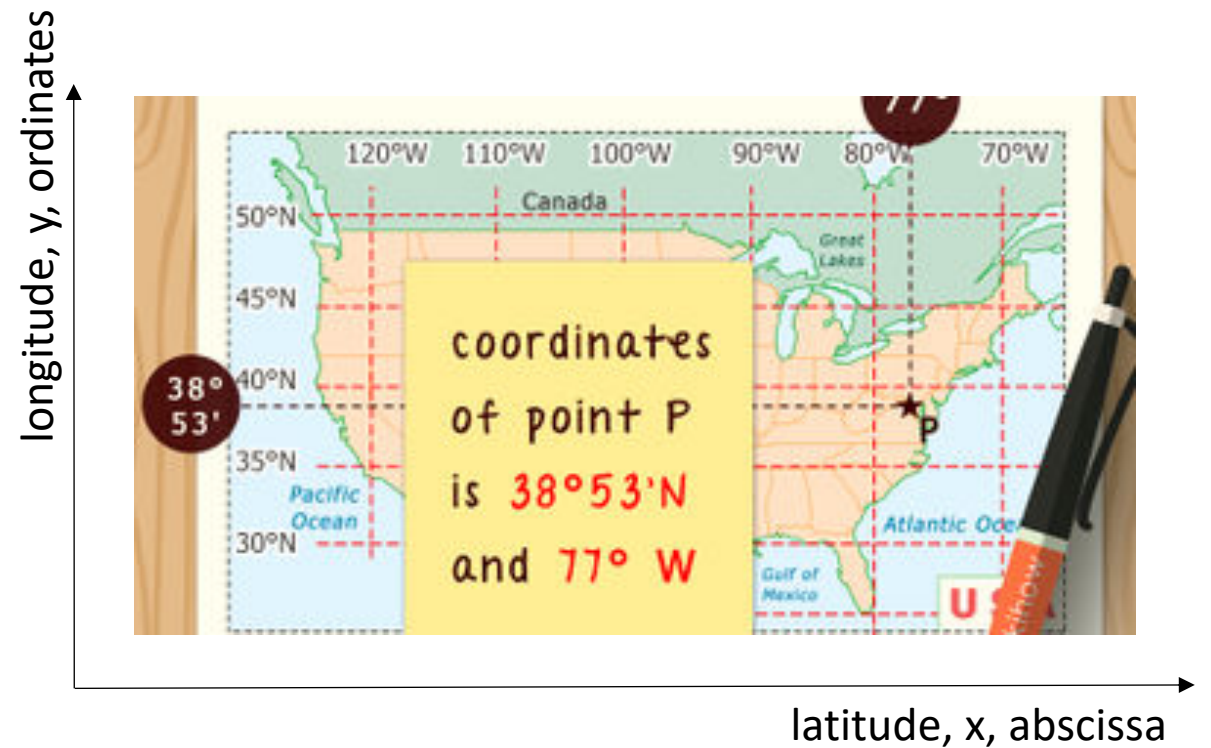 longitude, y, ordinates
77°
120°W 110°W 100°W 90°W 80°W 70°W
Canada
50°N
Great
Lakes
45°N
coordinates
40°N
38°
53'
of point P
P
35°N
is 38°53'N
Pacific
Ocean
Atlantic
30°N
and 77° W
Gulf of
Mexico
latitude, x, abscissa